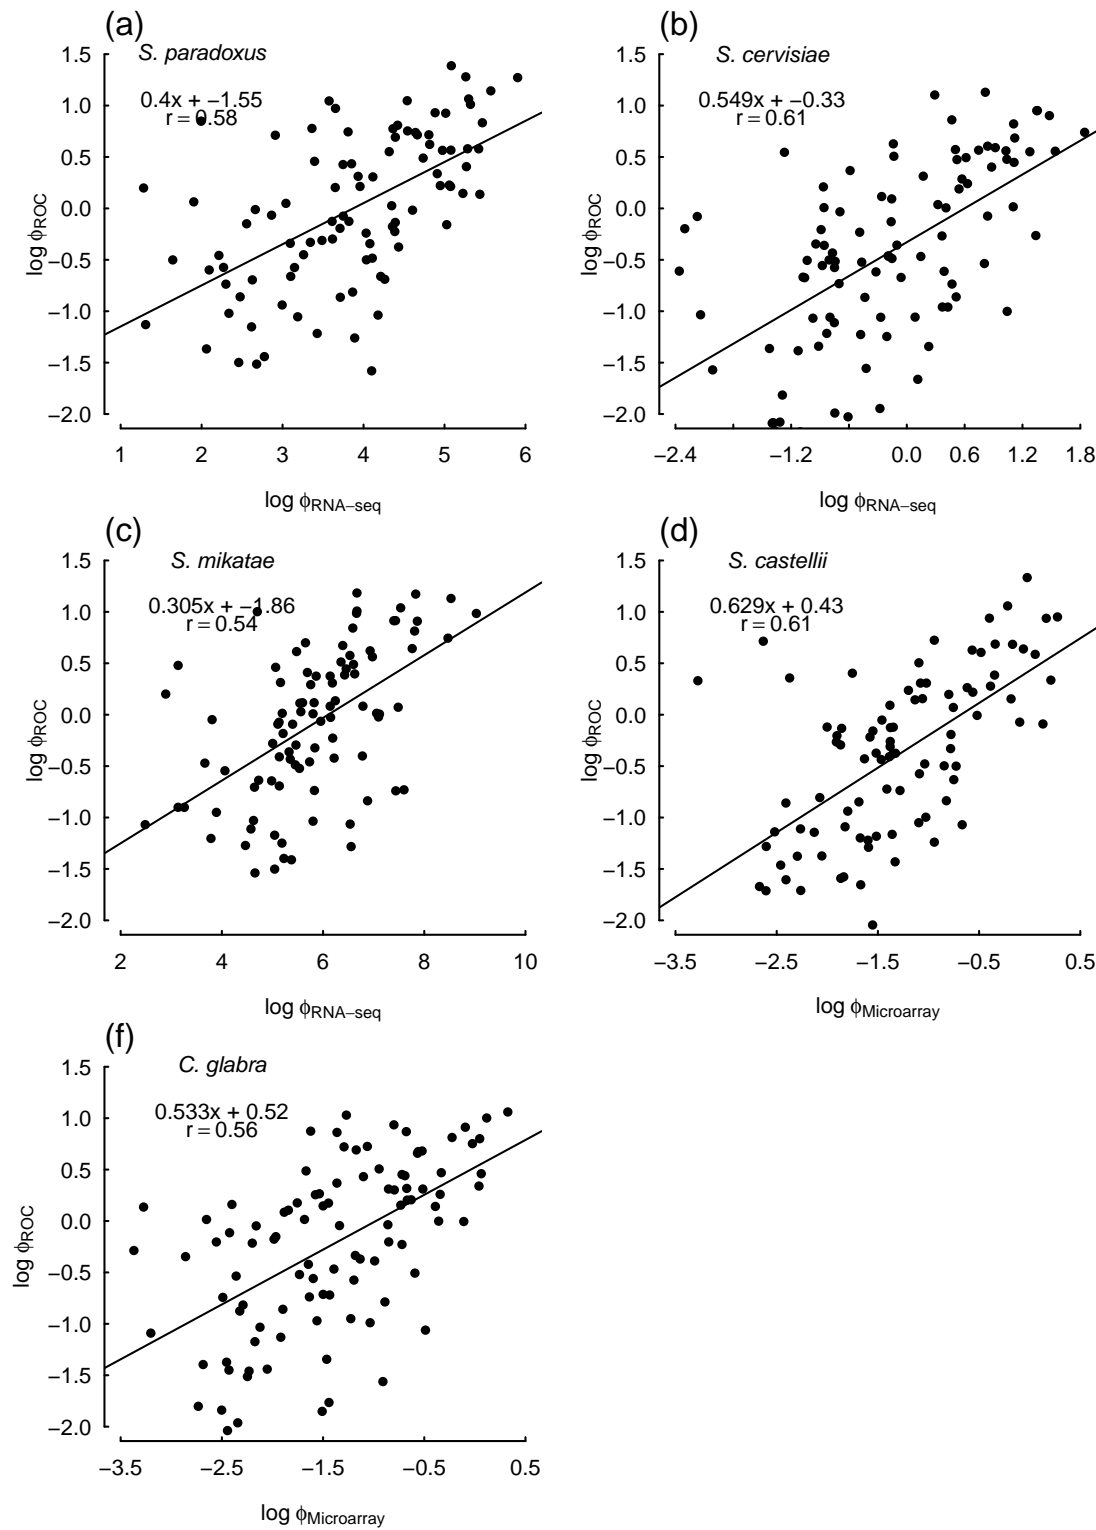 (a)
S. paradoxus
0.4x + −1.55
r = 0.58
1.5
1.0
0.5
0.0
−0.5
−1.0
−1.5
−2.0
log ϕROC
1 2 3 4 5 6
log ϕRNA−seq
(b)
S. cervisiae
0.549x + −0.33
r = 0.61
1.5
1.0
0.5
0.0
−0.5
−1.0
−1.5
−2.0
log ϕROC
−2.4 −1.2 0.0 0.6 1.2 1.8
log ϕRNA−seq
(c)
S. mikatae
0.305x + −1.86
r = 0.54
1.5
1.0
0.5
0.0
−0.5
−1.0
−1.5
−2.0
log ϕROC
2 4 6 8 10
log ϕRNA−seq
(d)
S. castellii
0.629x + 0.43
r = 0.61
1.5
1.0
0.5
0.0
−0.5
−1.0
−1.5
−2.0
log ϕROC
−3.5 −2.5 −1.5 −0.5 0.5
log ϕMicroarray
(f)
C. glabra
0.533x + 0.52
r = 0.56
1.5
1.0
0.5
0.0
−0.5
−1.0
−1.5
−2.0
log ϕROC
−3.5 −2.5 −1.5 −0.5 0.5
log ϕMicroarray